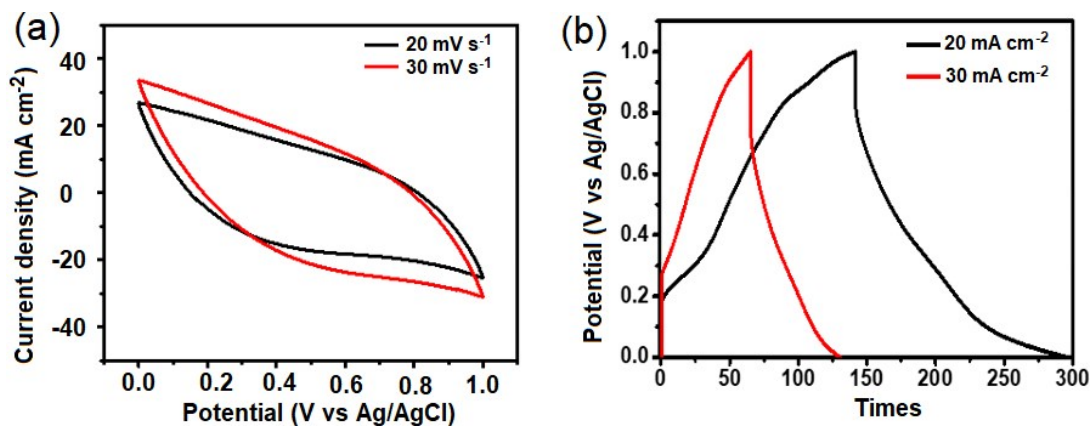 (a)
20 mV s⁻¹
30 mV s⁻¹
40
20
0
-20
-40
Current density (mA cm⁻²)
0.0 0.2 0.4 0.6 0.8 1.0
Potential (V vs Ag/AgCl)
(b)
20 mA cm⁻²
30 mA cm⁻²
1.0
0.8
0.6
0.4
0.2
0.0
Potential (V vs Ag/AgCl)
0 50 100 150 200 250 300
Times